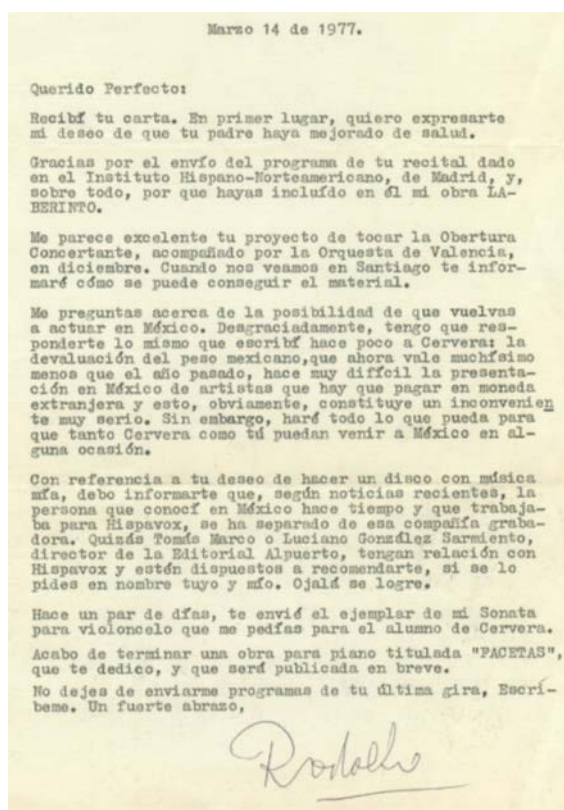 Marzo 14 de 1977.
Querido Perfecto:
Recibí tu carta. En primer lugar, quiero expresarte
mi deseo de que tu padre haya mejorado de salud.
Gracias por el envío del programa de tu recital dado
en el Instituto Hispano-Norteamericano, de Madrid, y,
sobre todo, por que hayas incluído en él mi obra LA-
BERINTO.
Me parece excelente tu proyecto de tocar la Obertura
Concertante, acompañado por la Orquesta de Valencia,
en diciembre. Cuando nos veamos en Santiago te infor-
maré cómo se puede conseguir el material.
Me preguntas acerca de la posibilidad de que vuelvas
a actuar en México. Desgraciadamente, tengo que res-
ponderte lo mismo que escribí hace poco a Cervera: la
devaluación del peso mexicano,que ahora vale muchísimo
menos que el año pasado, hace muy difícil la presenta-
ción en México de artistas que hay que pagar en moneda
extranjera y esto, obviamente, constituye un inconvenien
te muy serio. Sin embargo, haré todo lo que pueda para
que tanto Cervera como tú puedan venir a México en al-
guna ocasión.
Con referencia a tu deseo de hacer un disco con música
mía, debo informarte que, según noticias recientes, la
persona que conocí en México hace tiempo y que trabaja-
ba para Hispavox, se ha separado de esa compañía graba-
dora. Quizás Tomás Marco o Luciano González Sarmiento,
director de la Editorial Alpuerto, tengan relación con
Hispavox y estén dispuestos a recomendarte, si se lo
pides en nombre tuyo y mío. Ojalá se logre.
Hace un par de días, te envié el ejemplar de mi Sonata
para violoncelo que me pedías para el alumno de Cervera.
Acabo de terminar una obra para piano titulada "FACETAS",
que te dedico, y que será publicada en breve.
No dejes de enviarme programas de tu última gira, Escrí-
beme. Un fuerte abrazo,
Rodolfo